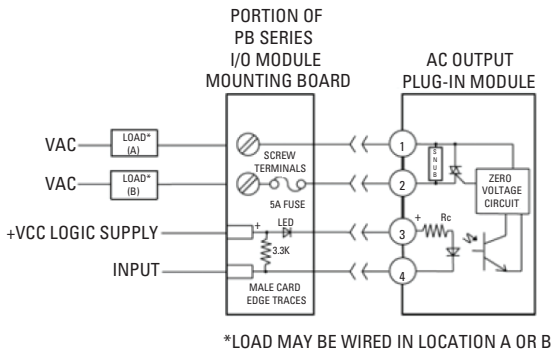 PORTION OF
PB SERIES
I/O MODULE
MOUNTING BOARD
AC OUTPUT
PLUG-IN MODULE
VAC
LOAD*
(A)
SCREW
TERMINALS
1
SNUB
VAC
LOAD*
(B)
5A FUSE
2
ZERO
VOLTAGE
CIRCUIT
+VCC LOGIC SUPPLY
+
LED
3.3K
3
+
Rc
INPUT
4
MALE CARD
EDGE TRACES
*LOAD MAY BE WIRED IN LOCATION A OR B